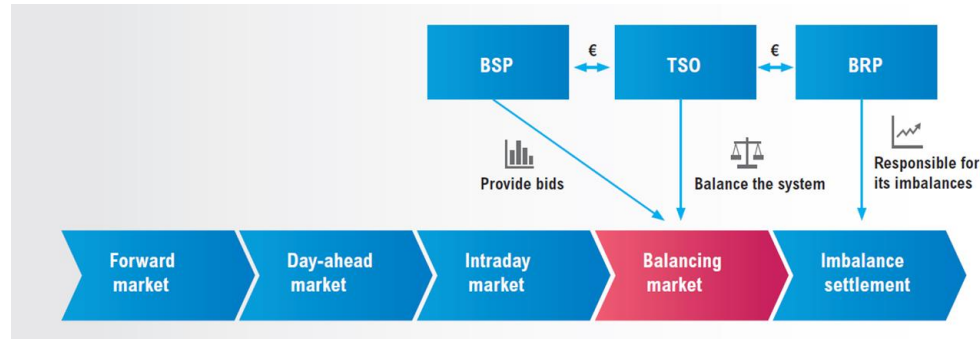 BSP
€
TSO
€
BRP
Provide bids
Balance the system
Responsible for
its imbalances
Forward
market
Day-ahead
market
Intraday
market
Balancing
market
Imbalance
settlement